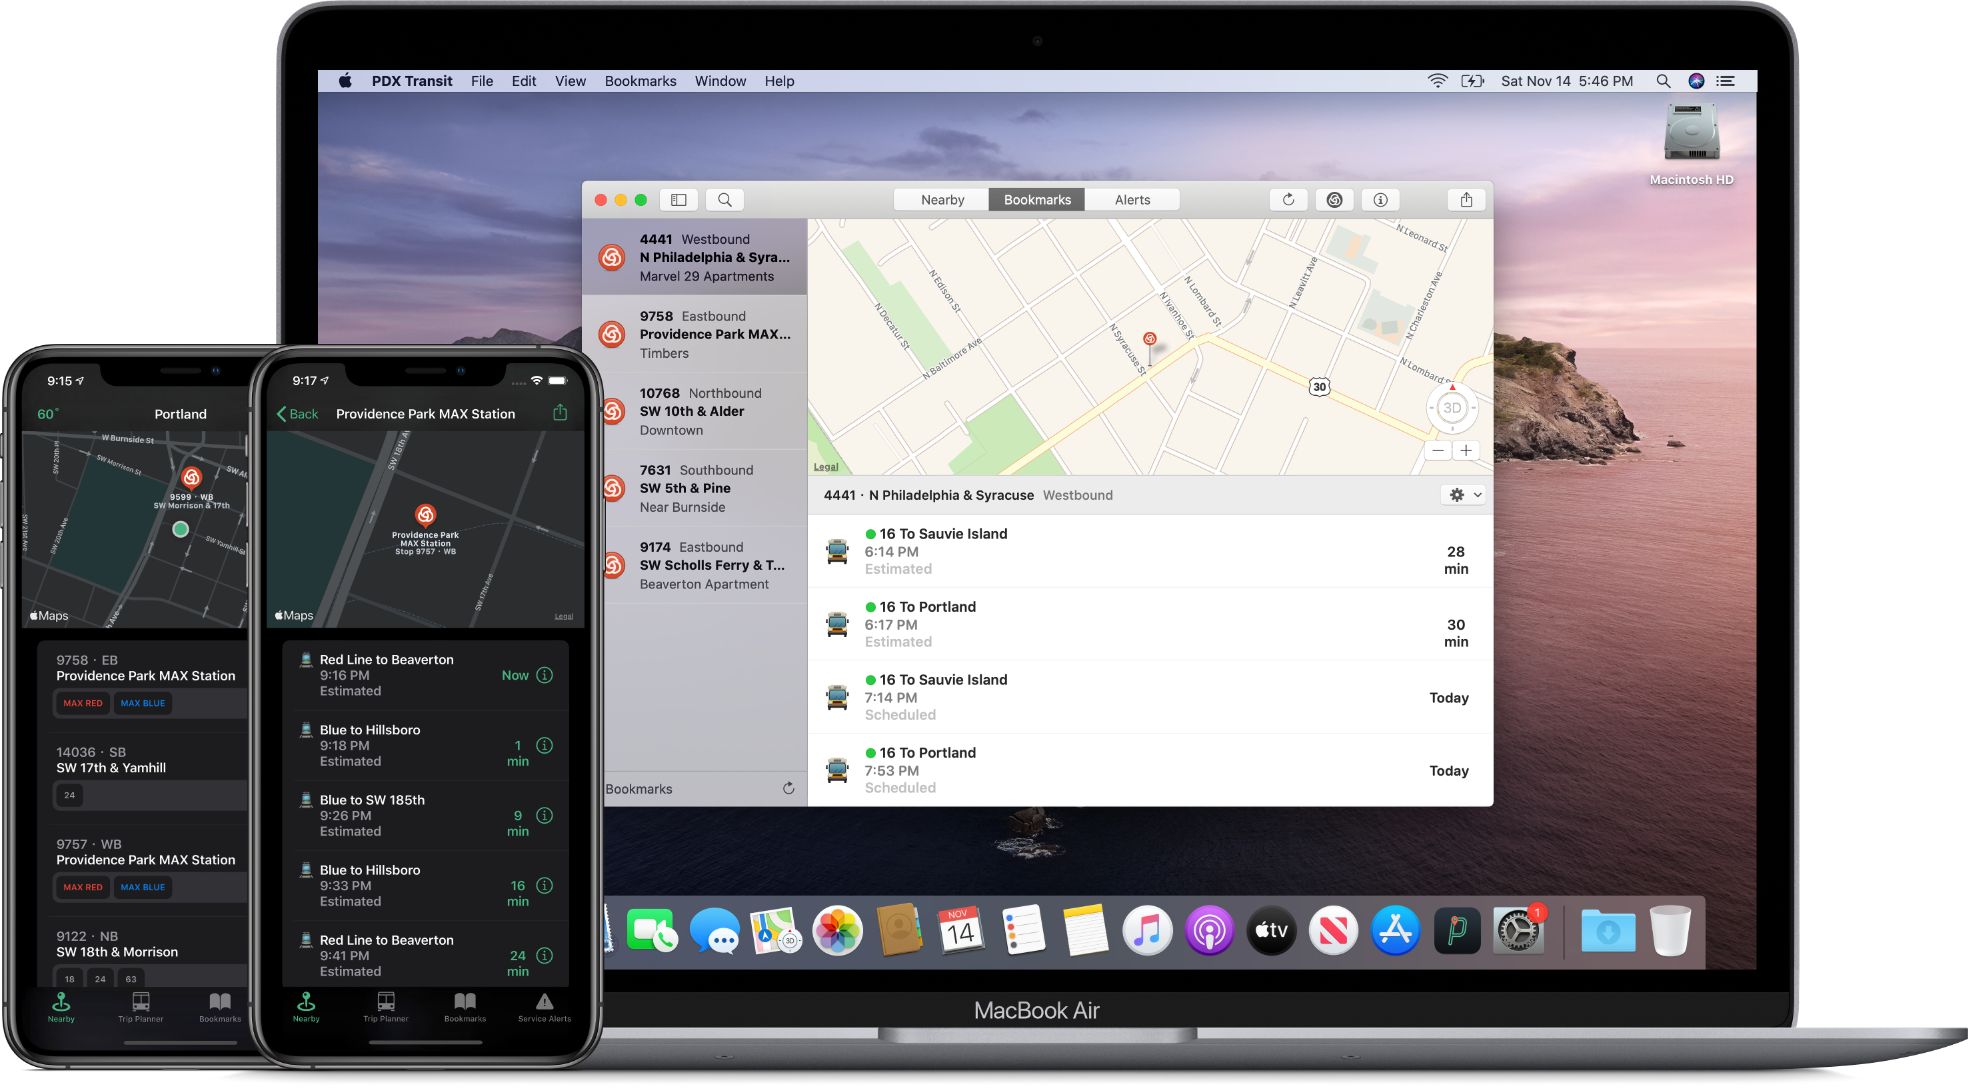 PDX Transit File Edit View Bookmarks Window Help
Sat Nov 14 5:46 PM
Macintosh HD
Nearby Bookmarks Alerts
4441 Westbound
N Philadelphia & Syra...
Marvel 29 Apartments
9758 Eastbound
Providence Park MAX...
Timbers
10768 Northbound
SW 10th & Alder
Downtown
7631 Southbound
SW 5th & Pine
Near Burnside
9174 Eastbound
SW Scholls Ferry & T...
Beaverton Apartment
Bookmarks
N Leonard St
N Edison St
N Decatur St
N Baltimore Ave
N Syracuse St
N Ivanhoe St
N Lombard St
N Leavitt Ave
N Charleston Ave
N Lombard
30
3D
Legal
4441 · N Philadelphia & Syracuse Westbound
16 To Sauvie Island
6:14 PM
Estimated
28
min
16 To Portland
6:17 PM
Estimated
30
min
16 To Sauvie Island
7:14 PM
Scheduled
Today
16 To Portland
7:53 PM
Scheduled
Today
NOV
14
3D
tv
1
MacBook Air
9:15
60°
Portland
W Burnside St
SW 20th Pl
SW Morrison St
9599 · WB
SW Morrison & 17th
SW 20th Ave
SW 21st Ave
SW Yamhill St
Maps
9758 · EB
Providence Park MAX Station
MAX RED MAX BLUE
14036 · SB
SW 17th & Yamhill
24
9757 · WB
Providence Park MAX Station
MAX RED MAX BLUE
9122 · NB
SW 18th & Morrison
18 24 63
Nearby Trip Planner Bookmarks
9:17
Back
Providence Park MAX Station
SW 18th Av
Providence Park
MAX Station
Stop 9757 · WB
SW 17th Ave
Maps
Legal
Red Line to Beaverton
9:16 PM
Estimated
Now
Blue to Hillsboro
9:18 PM
Estimated
1
min
Blue to SW 185th
9:26 PM
Estimated
9
min
Blue to Hillsboro
9:33 PM
Estimated
16
min
Red Line to Beaverton
9:41 PM
Estimated
24
min
Nearby Trip Planner Bookmarks Service Alerts